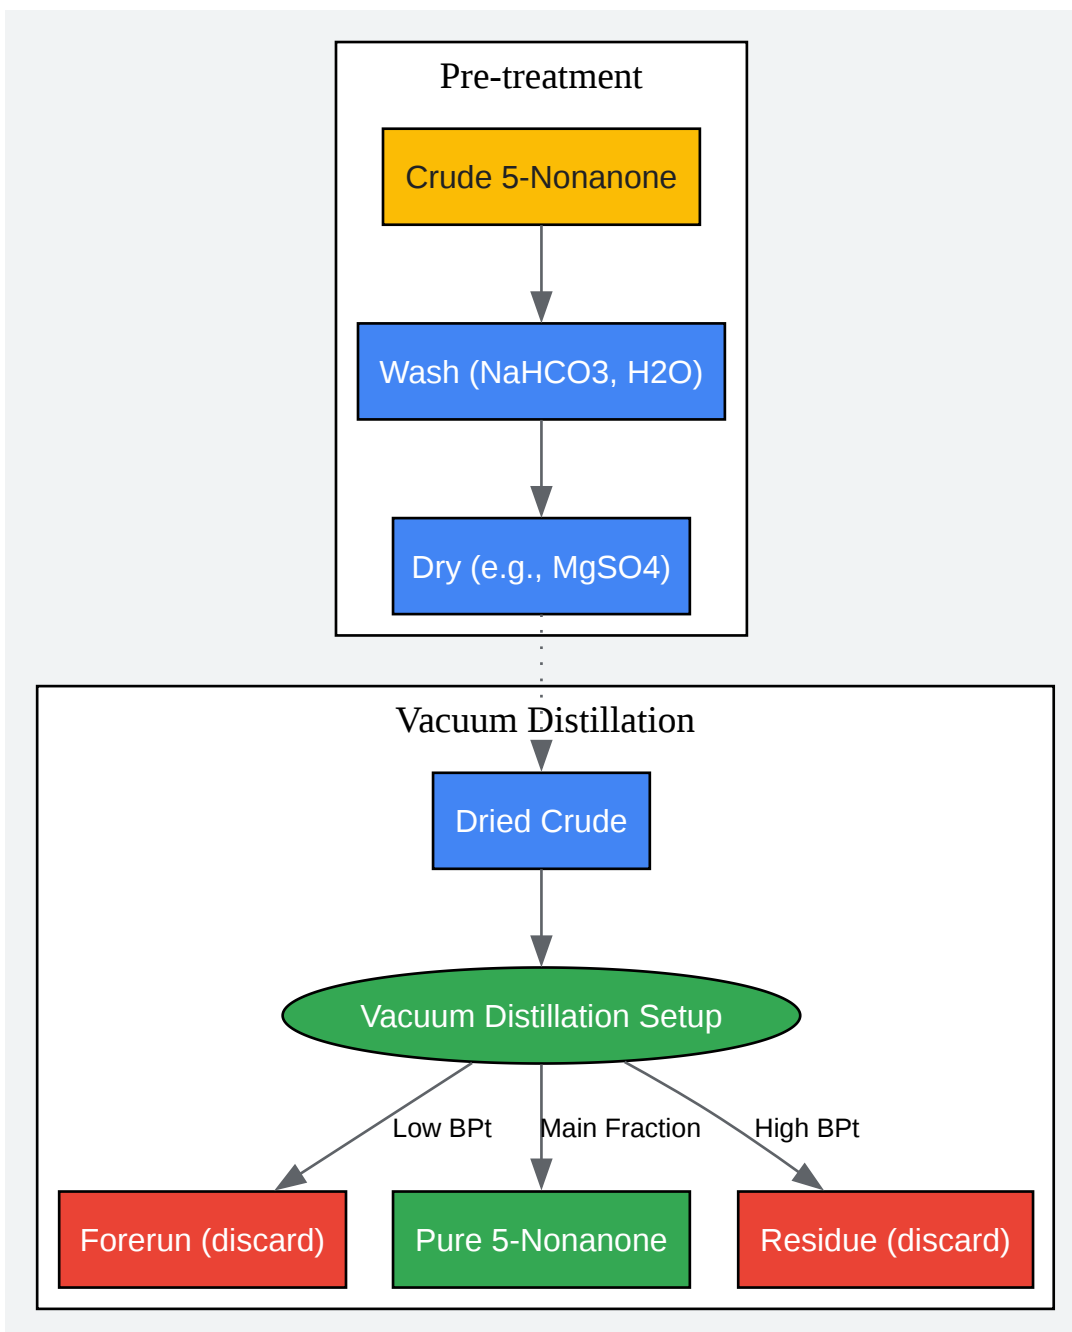 Pre-treatment
Crude 5-Nonanone
Wash (NaHCO3, H2O)
Dry (e.g., MgSO4)
Vacuum Distillation
Dried Crude
Vacuum Distillation Setup
Low BPt
Main Fraction
High BPt
Forerun (discard)
Pure 5-Nonanone
Residue (discard)